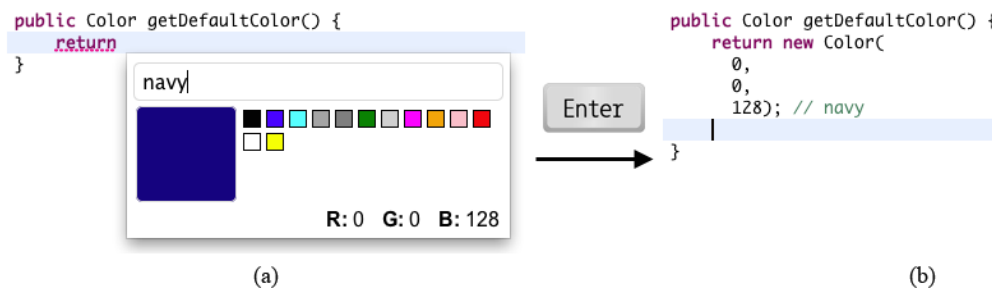 public Color getDefaultColor() {
return
}
navy
R: 0 G: 0 B: 128
(a)
Enter
public Color getDefaultColor() {
return new Color(
0,
0,
128); // navy
}
(b)